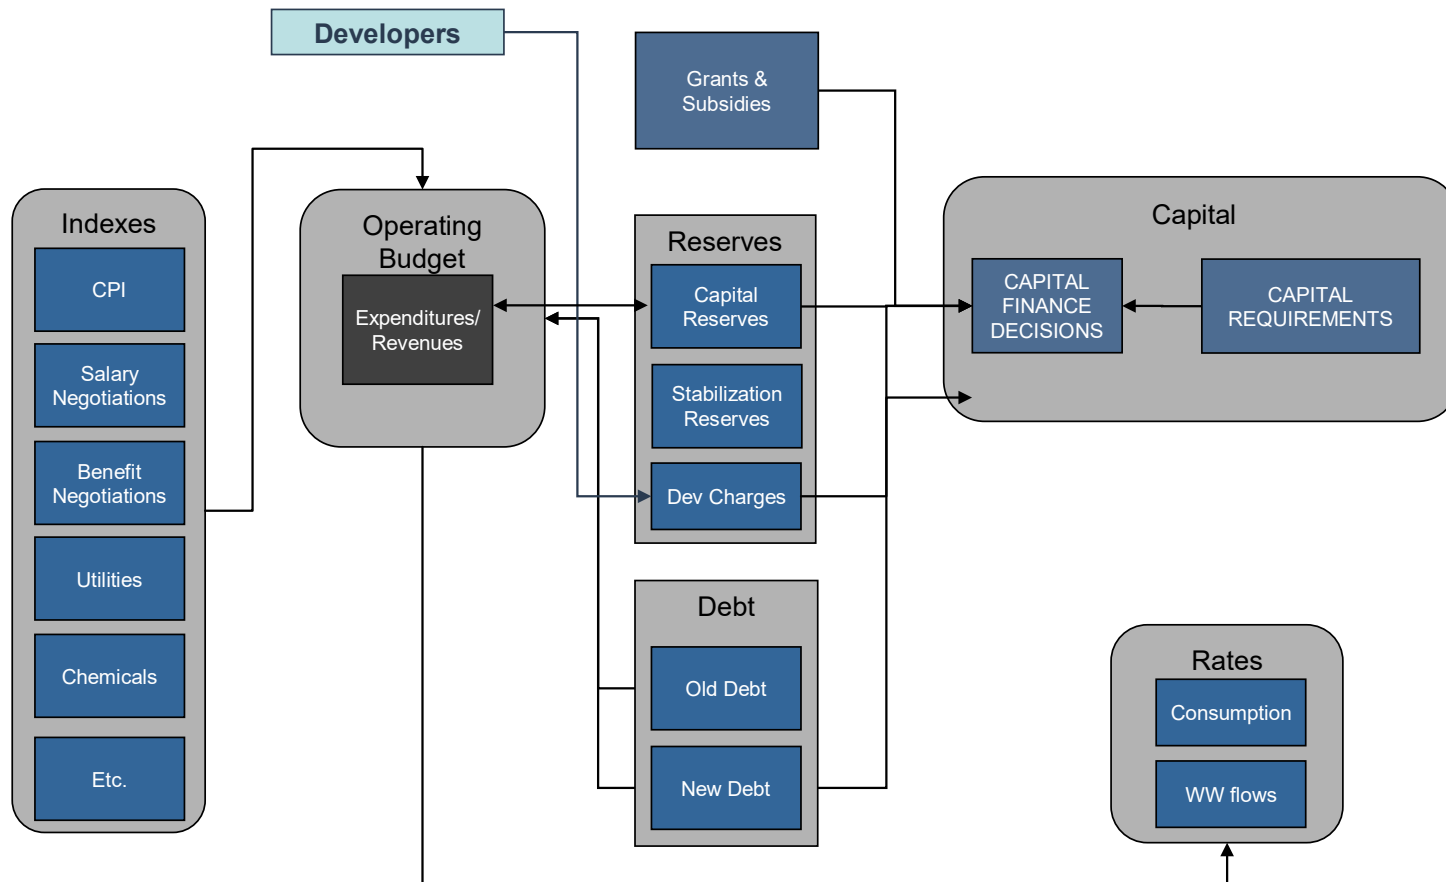 Developers
Grants &
Subsidies
Indexes
CPI
Salary
Negotiations
Benefit
Negotiations
Utilities
Chemicals
Etc.
Operating
Budget
Expenditures/
Revenues
Reserves
Capital
Reserves
Stabilization
Reserves
Dev Charges
Debt
Old Debt
New Debt
Capital
CAPITAL
FINANCE
DECISIONS
CAPITAL
REQUIREMENTS
Rates
Consumption
WW flows